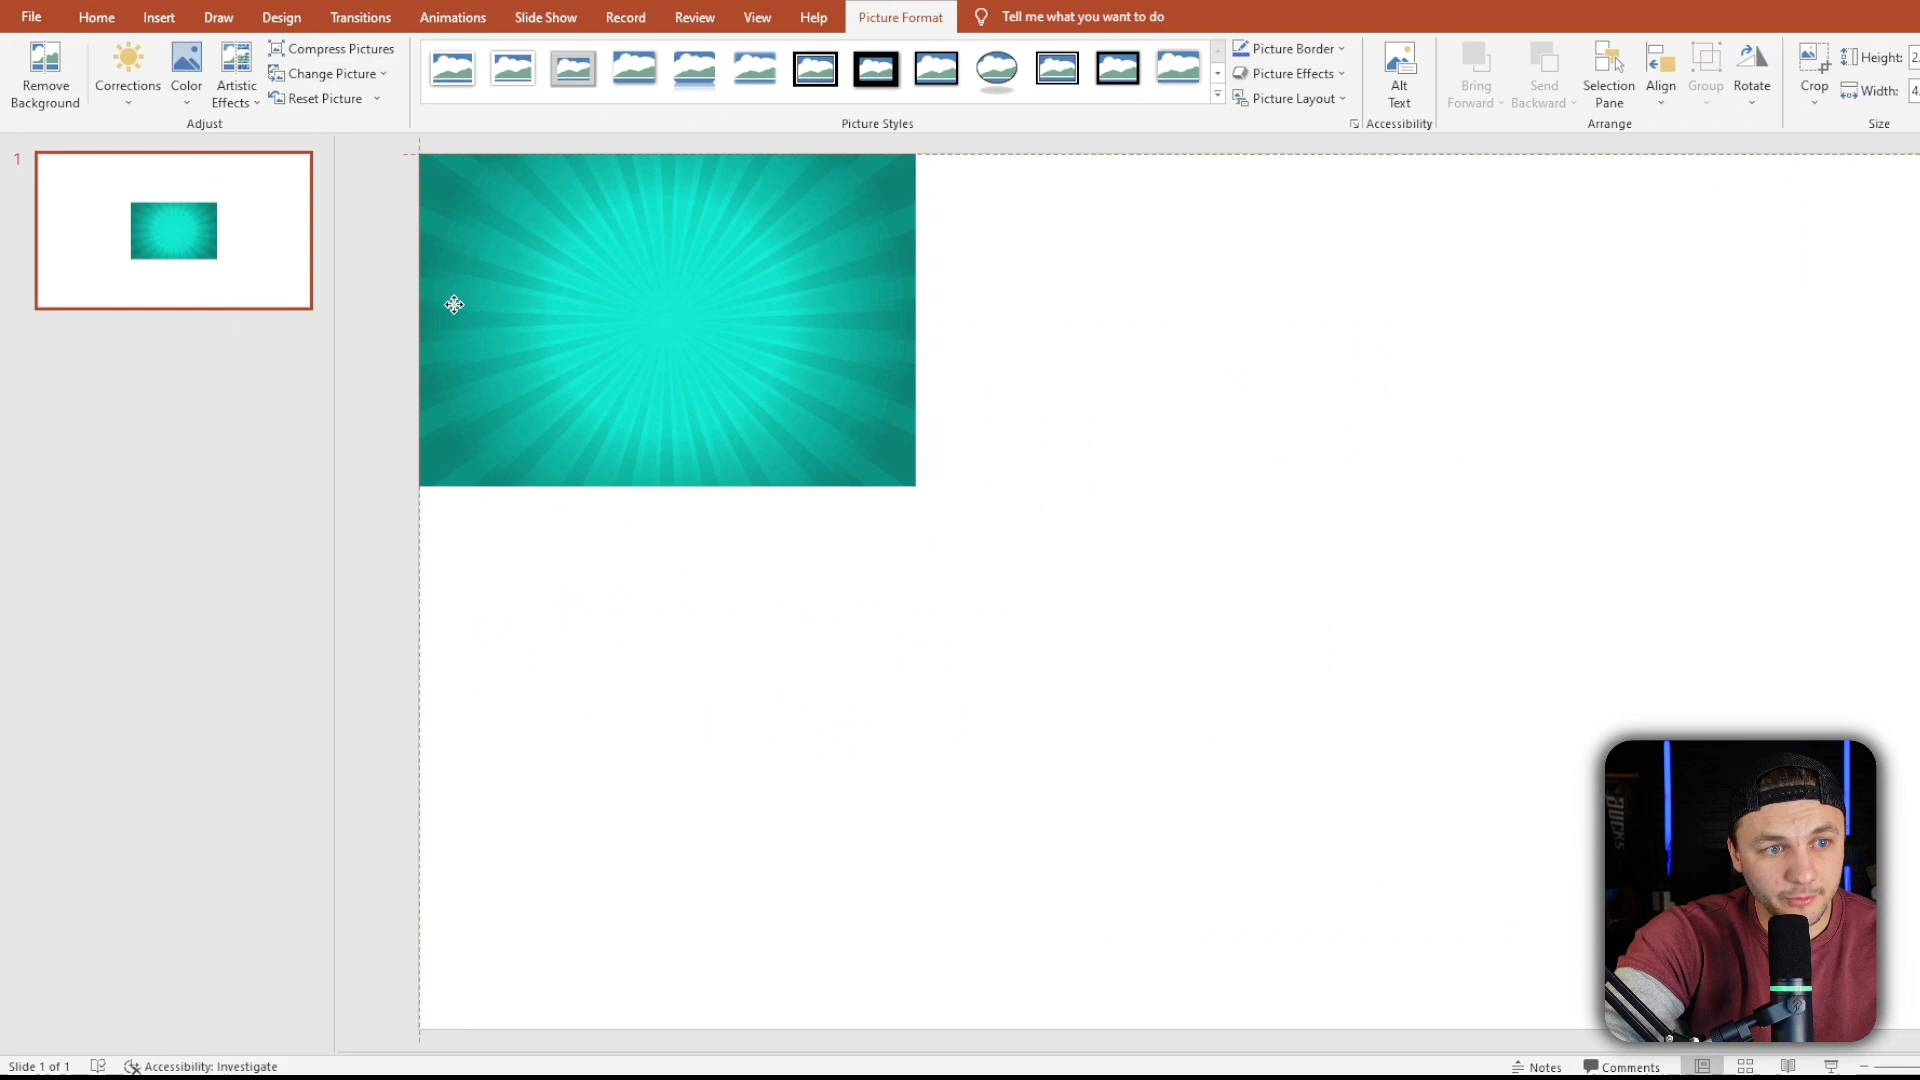 File Home Insert Draw Design Transitions Animations Slide Show Record Review View Help Picture Format Tell me what you want to do
Remove Background
Corrections
Color
Artistic Effects
Compress Pictures
Change Picture
Reset Picture
Adjust
Picture Styles
Picture Border
Picture Effects
Picture Layout
Alt Text
Accessibility
Bring Forward
Send Backward
Selection Pane
Align
Group
Rotate
Arrange
Crop
Height: 2.
Width: 4.
Size
1
BUCKS
Slide 1 of 1
Accessibility: Investigate
Notes
Comments